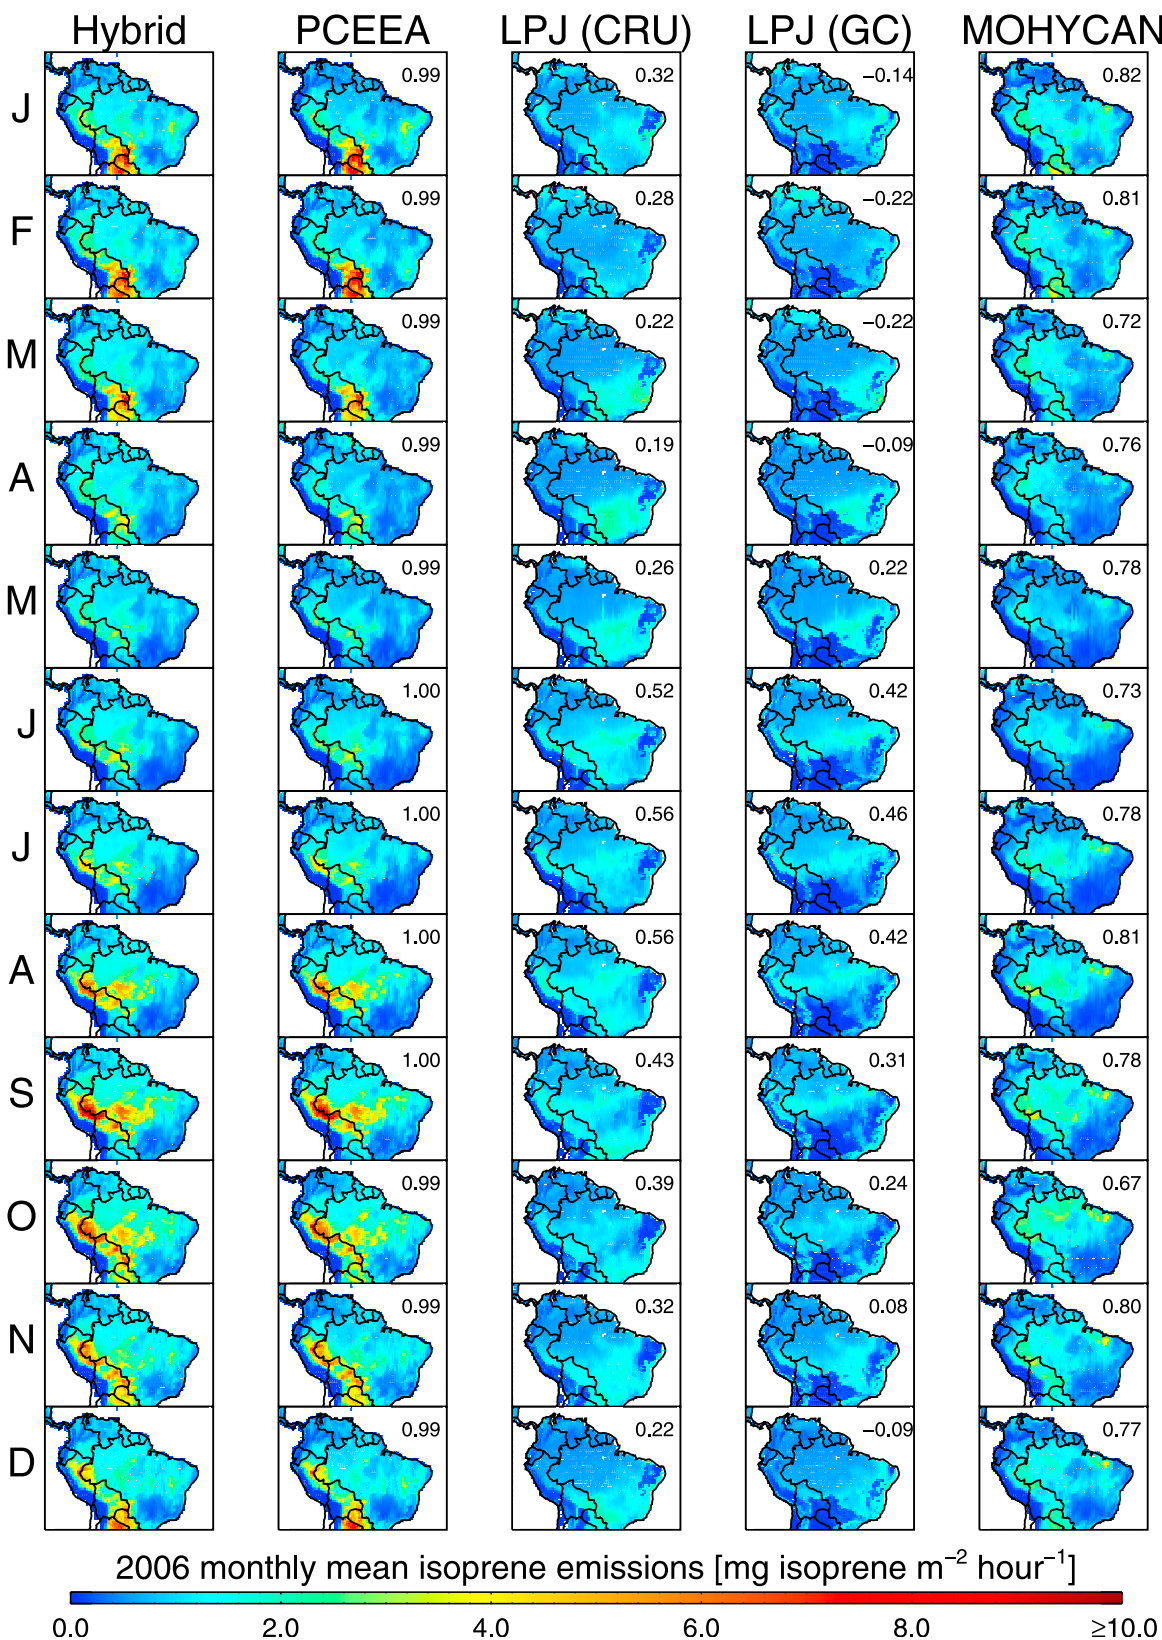 Hybrid PCEEA LPJ (CRU) LPJ (GC) MOHYCAN
J 0.99 0.32 −0.14 0.82
F 0.99 0.28 −0.22 0.81
M 0.99 0.22 −0.22 0.72
A 0.99 0.19 −0.09 0.76
M 0.99 0.26 0.22 0.78
J 1.00 0.52 0.42 0.73
J 1.00 0.56 0.46 0.78
A 1.00 0.56 0.42 0.81
S 1.00 0.43 0.31 0.78
O 0.99 0.39 0.24 0.67
N 0.99 0.32 0.08 0.80
D 0.99 0.22 −0.09 0.77
2006 monthly mean isoprene emissions [mg isoprene m⁻² hour⁻¹]
0.0 2.0 4.0 6.0 8.0 ≥10.0